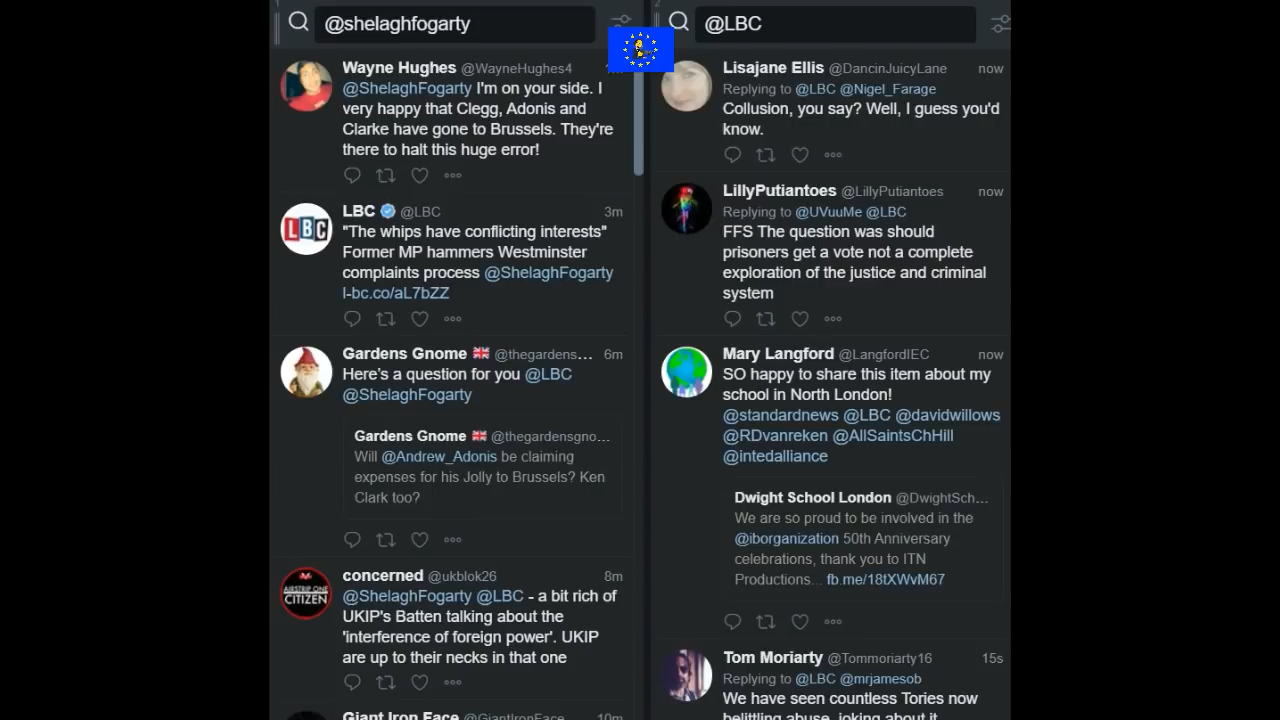 @shelaghfogarty
Wayne Hughes @WayneHughes4
@ShelaghFogarty I'm on your side. I
very happy that Clegg, Adonis and
Clarke have gone to Brussels. They're
there to halt this huge error!
LBC @LBC 3m
"The whips have conflicting interests"
Former MP hammers Westminster
complaints process @ShelaghFogarty
l-bc.co/aL7bZZ
Gardens Gnome @thegardens... 6m
Here's a question for you @LBC
@ShelaghFogarty
Gardens Gnome @thegardensgno...
Will @Andrew_Adonis be claiming
expenses for his Jolly to Brussels? Ken
Clark too?
concerned @ukblok26 8m
AIRSTRIP ONE
CITIZEN
@ShelaghFogarty @LBC - a bit rich of
UKIP's Batten talking about the
'interference of foreign power'. UKIP
are up to their necks in that one
Giant Iron Face @GiantIronFace 10m
@LBC
Lisajane Ellis @DancinJuicyLane now
Replying to @LBC @Nigel_Farage
Collusion, you say? Well, I guess you'd
know.
LillyPutiantoes @LillyPutiantoes now
Replying to @UVuuMe @LBC
FFS The question was should
prisoners get a vote not a complete
exploration of the justice and criminal
system
Mary Langford @LangfordIEC now
SO happy to share this item about my
school in North London!
@standardnews @LBC @davidwillows
@RDvanreken @AllSaintsChHill
@intedalliance
Dwight School London @DwightSch...
We are so proud to be involved in the
@iborganization 50th Anniversary
celebrations, thank you to ITN
Productions... fb.me/18tXWvM67
Tom Moriarty @Tommoriarty16 15s
Replying to @LBC @mrjamesob
We have seen countless Tories now
belittling abuse, joking about it